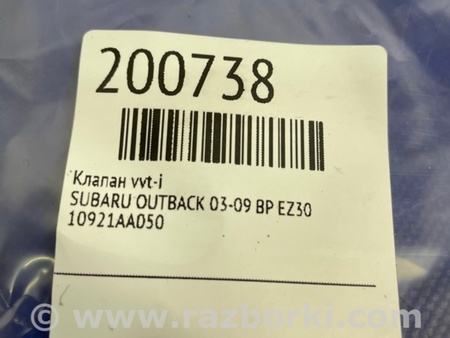 200738
Клапан vvt-i
SUBARU OUTBACK 03-09 BP EZ30
10921AA050
© www.razborki.com